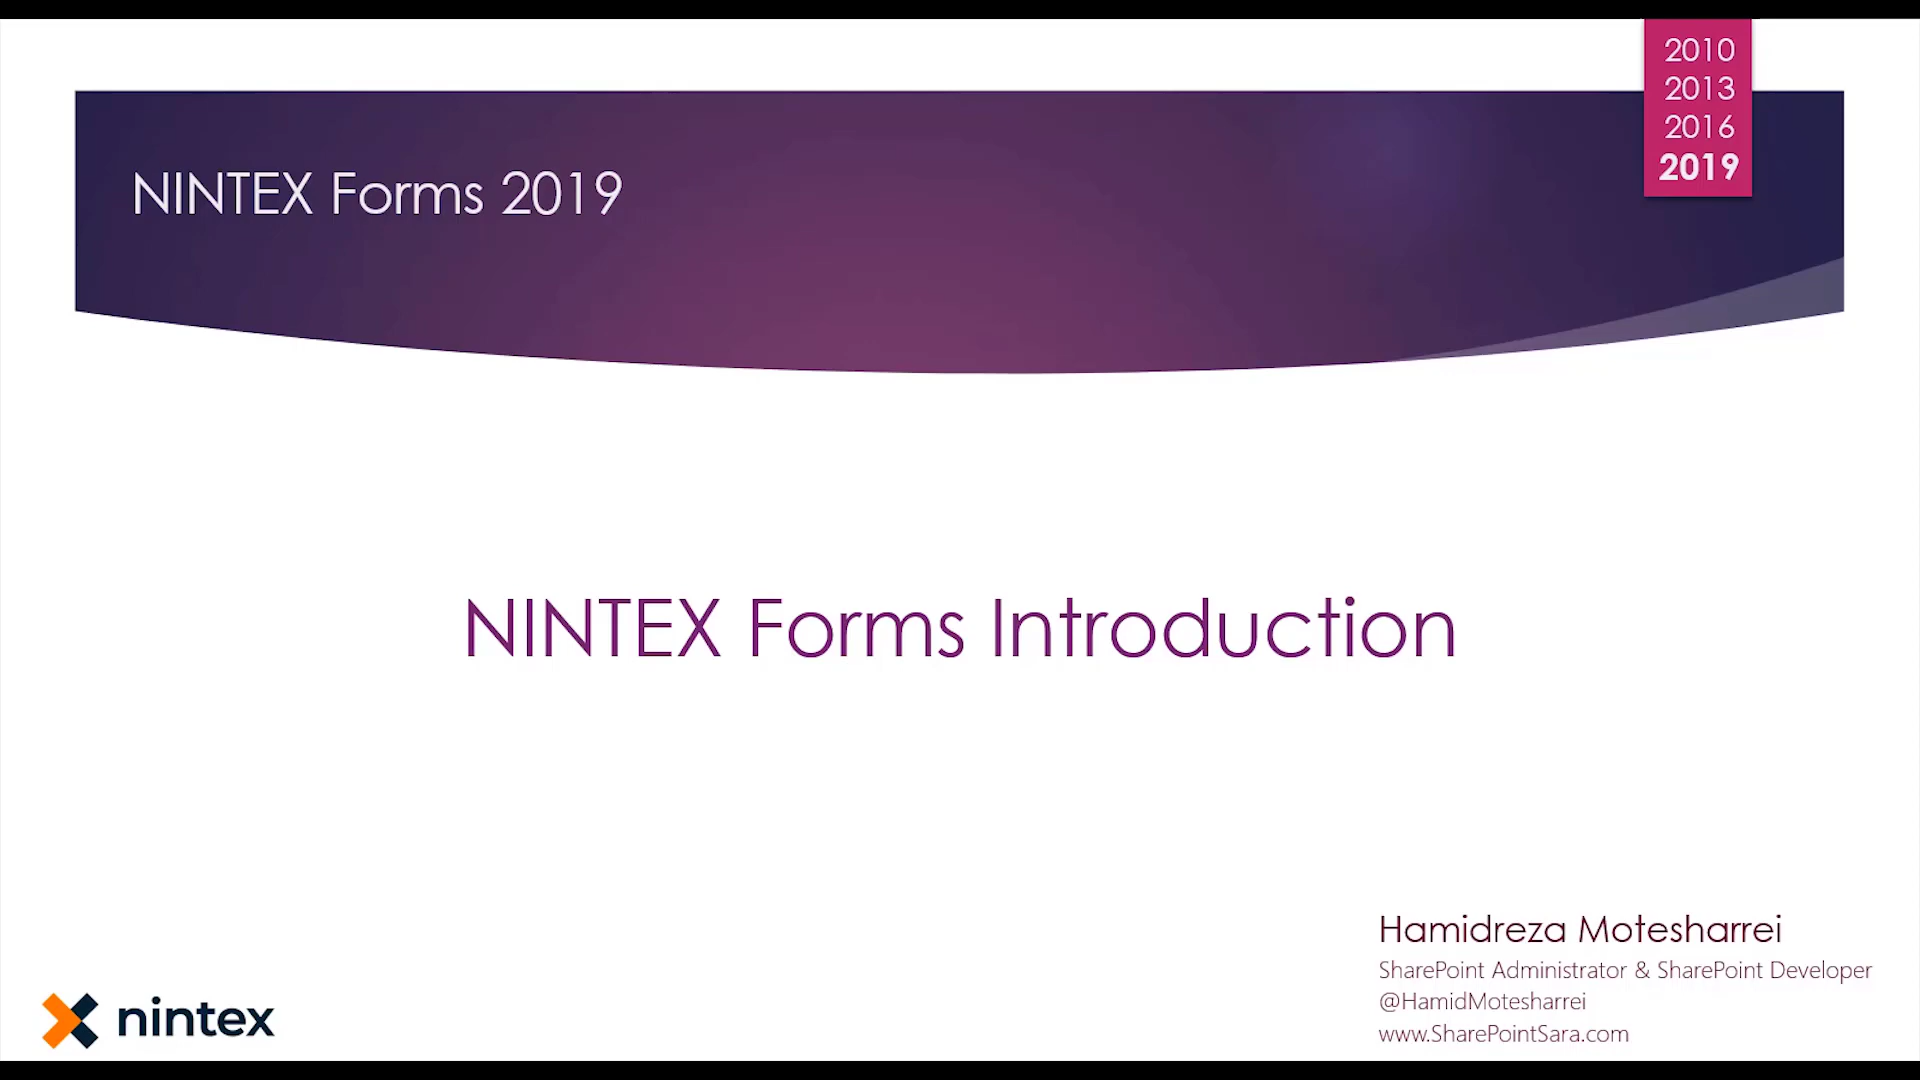 2010
2013
2016
2019
NINTEX Forms 2019
NINTEX Forms Introduction
Hamidreza Motesharrei
SharePoint Administrator & SharePoint Developer
@HamidMotesharrei
www.SharePointSara.com
nintex